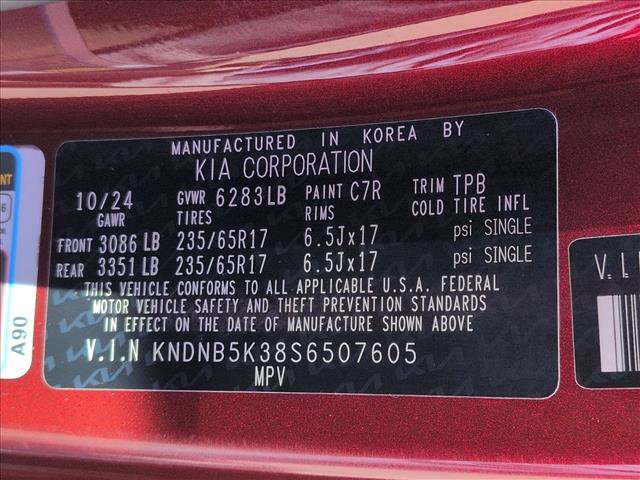 MANUFACTURED IN KOREA BY
KIA CORPORATION
10/24 GVWR 6283LB PAINT C7R TRIM TPB
GAWR TIRES RIMS COLD TIRE INFL
FRONT 3086 LB 235/65R17 6.5Jx17 psi SINGLE
REAR 3351 LB 235/65R17 6.5Jx17 psi SINGLE
THIS VEHICLE CONFORMS TO ALL APPLICABLE U.S.A. FEDERAL
MOTOR VEHICLE SAFETY AND THEFT PREVENTION STANDARDS
IN EFFECT ON THE DATE OF MANUFACTURE SHOWN ABOVE
V.I.N KNDNB5K38S6507605
MPV
A90